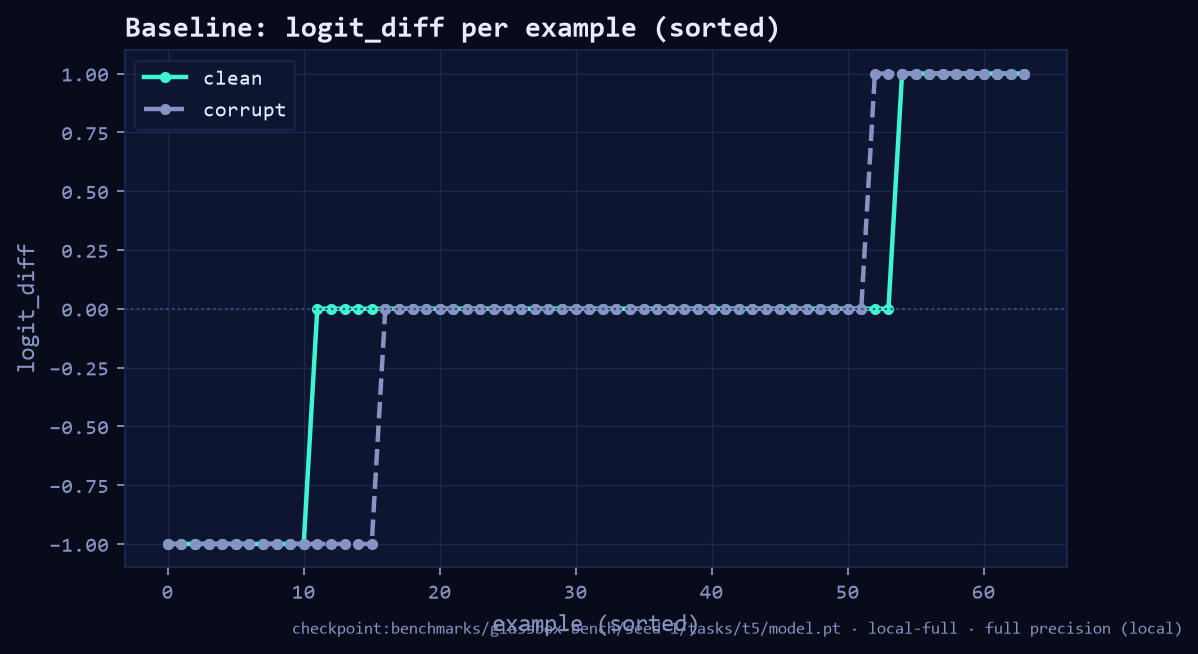 Baseline: logit_diff per example (sorted)
clean
corrupt
1.00
0.75
0.50
0.25
0.00
−0.25
−0.50
−0.75
−1.00
logit_diff
0
10
20
30
40
50
60
example (sorted)
checkpoint:benchmarks/glassbox-bench/seed-1/tasks/t5/model.pt · local-full · full precision (local)